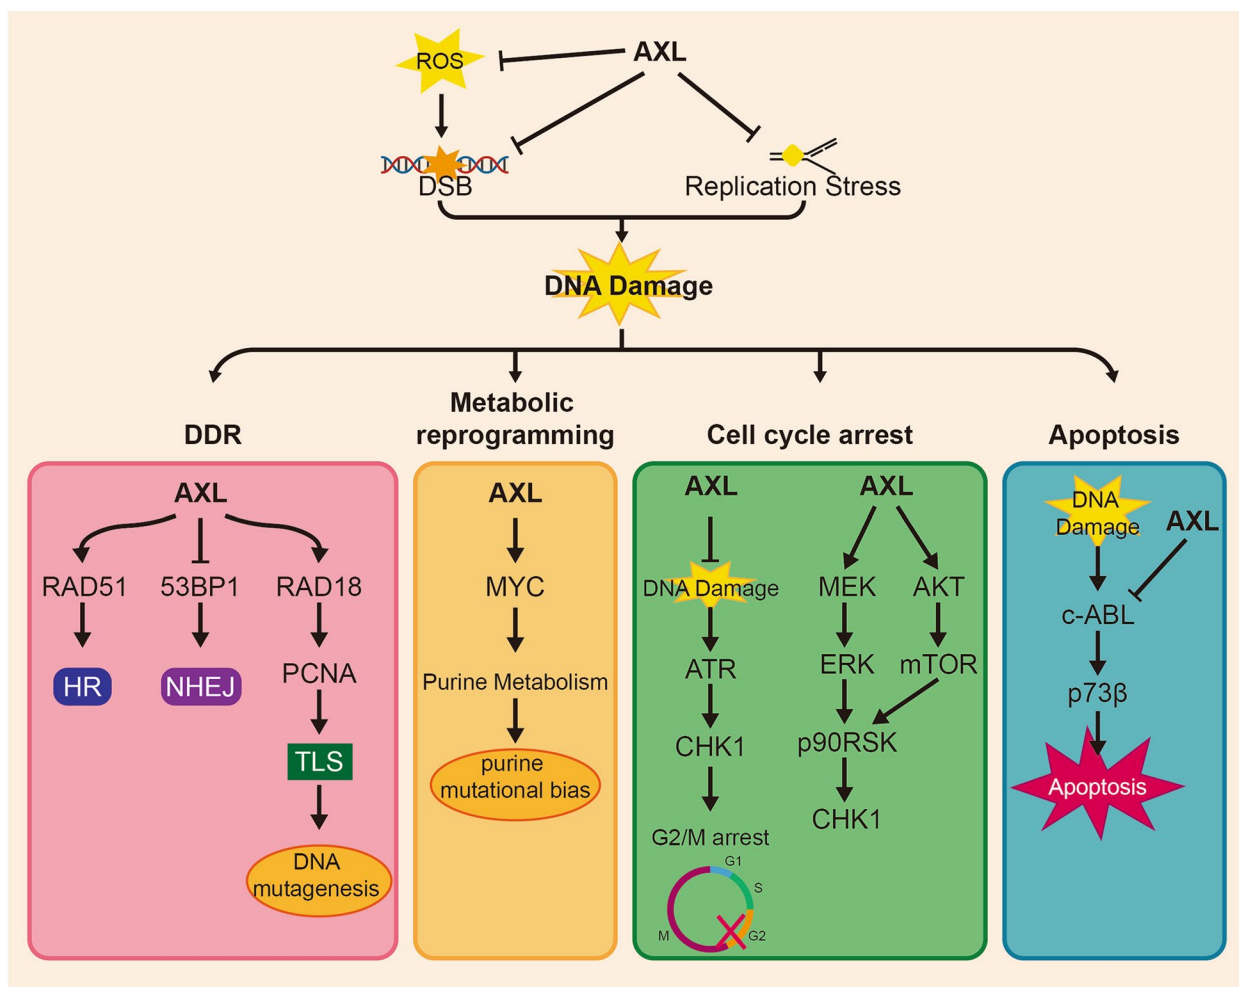 ROS
AXL
DSB
Replication Stress
DNA Damage
DDR
Metabolic
reprogramming
Cell cycle arrest
Apoptosis
AXL
RAD51
53BP1
RAD18
HR
NHEJ
PCNA
TLS
DNA
mutagenesis
AXL
MYC
Purine Metabolism
purine
mutational bias
AXL
DNA Damage
ATR
CHK1
G2/M arrest
G1
S
G2
M
AXL
MEK
AKT
ERK
mTOR
p90RSK
CHK1
DNA
Damage
AXL
c-ABL
p73β
Apoptosis